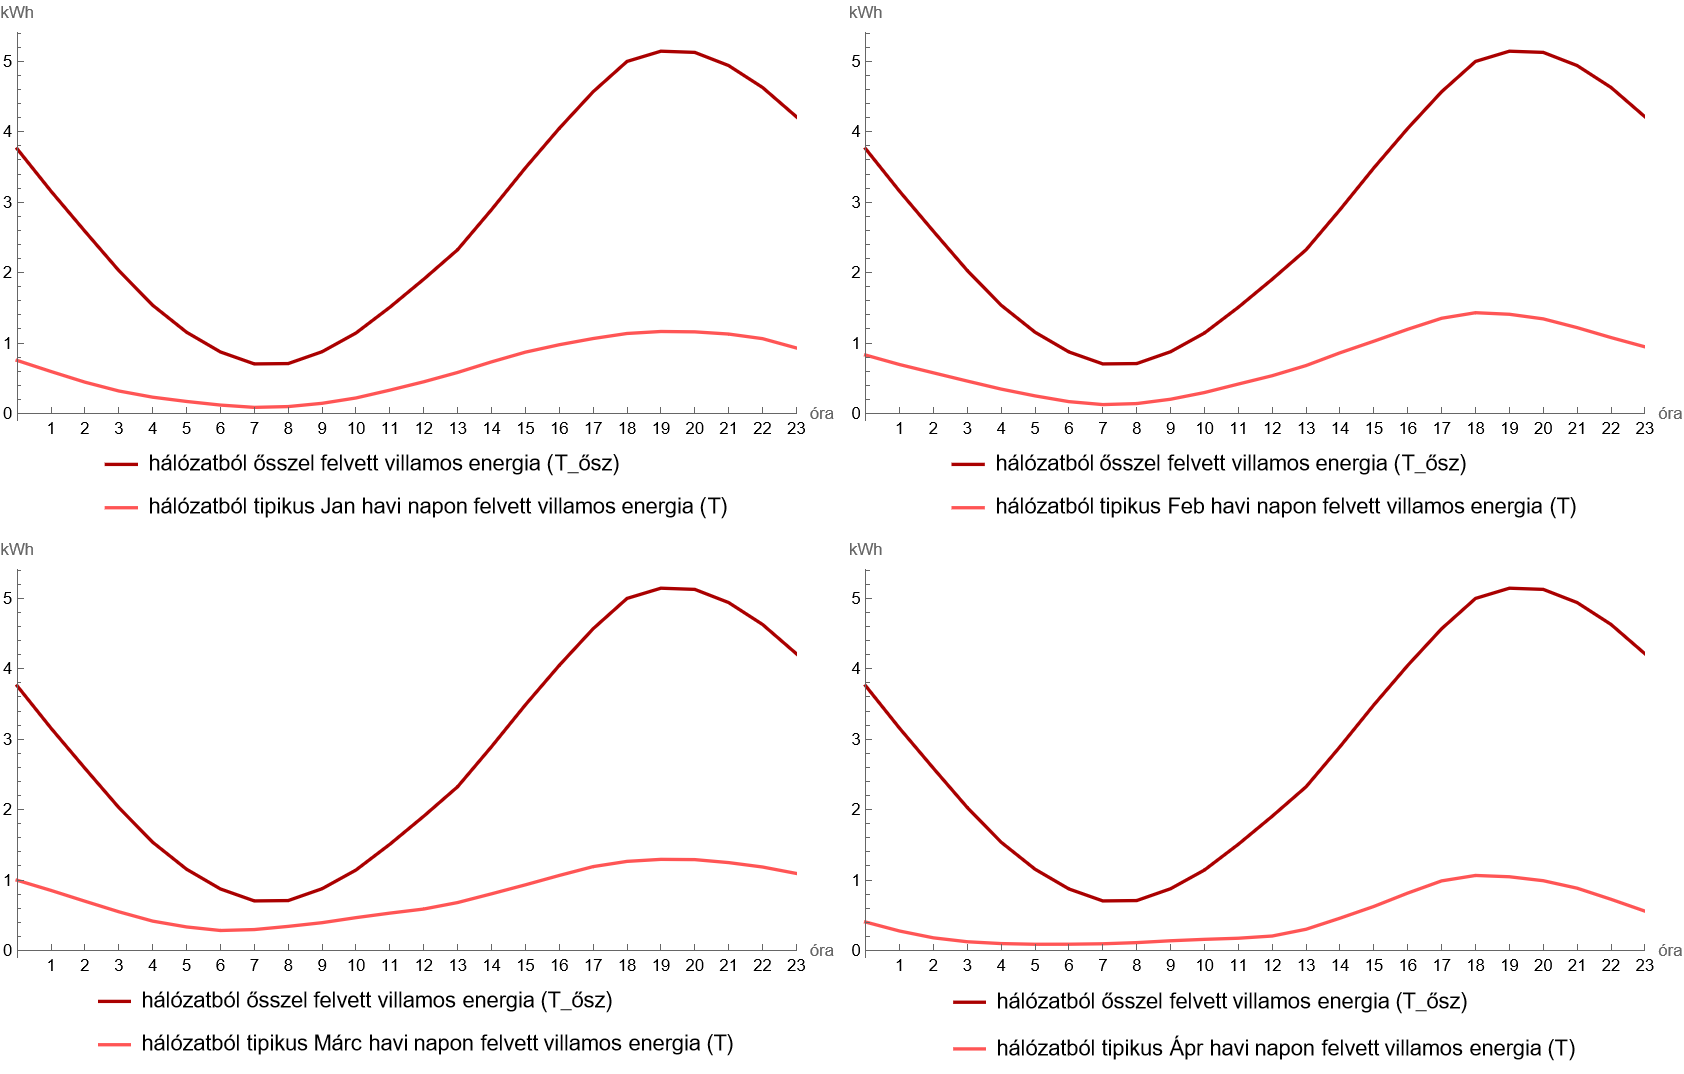 kWh
5
4
3
2
1
0
1 2 3 4 5 6 7 8 9 10 11 12 13 14 15 16 17 18 19 20 21 22 23 óra
hálózatból ősszel felvett villamos energia (T_ősz)
hálózatból tipikus Jan havi napon felvett villamos energia (T)
kWh
5
4
3
2
1
0
1 2 3 4 5 6 7 8 9 10 11 12 13 14 15 16 17 18 19 20 21 22 23 óra
hálózatból ősszel felvett villamos energia (T_ősz)
hálózatból tipikus Feb havi napon felvett villamos energia (T)
kWh
5
4
3
2
1
0
1 2 3 4 5 6 7 8 9 10 11 12 13 14 15 16 17 18 19 20 21 22 23 óra
hálózatból ősszel felvett villamos energia (T_ősz)
hálózatból tipikus Márc havi napon felvett villamos energia (T)
kWh
5
4
3
2
1
0
1 2 3 4 5 6 7 8 9 10 11 12 13 14 15 16 17 18 19 20 21 22 23 óra
hálózatból ősszel felvett villamos energia (T_ősz)
hálózatból tipikus Ápr havi napon felvett villamos energia (T)